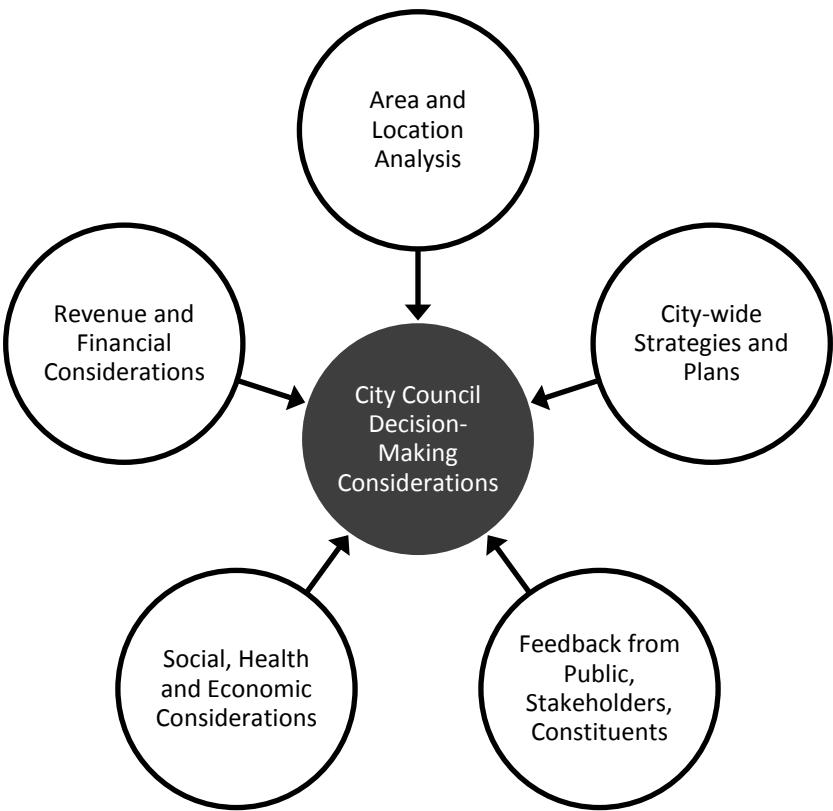 Area and
Location
Analysis
Revenue and
Financial
Considerations
City-wide
Strategies and
Plans
City Council
Decision-
Making
Considerations
Social, Health
and Economic
Considerations
Feedback from
Public,
Stakeholders,
Constituents